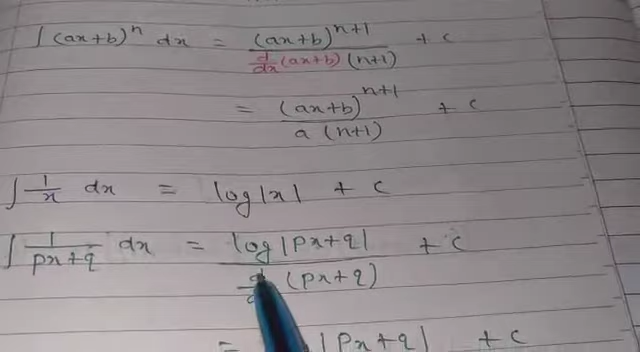 ∫ (ax+b)^n dx = (ax+b)^(n+1) / (d/dx (ax+b) (n+1)) + c
= (ax+b)^(n+1) / (a (n+1)) + c
∫ 1/x dx = log|x| + c
∫ 1/(px+q) dx = log|px+q| / (d/ (px+q)) + c
= |px+q| + c